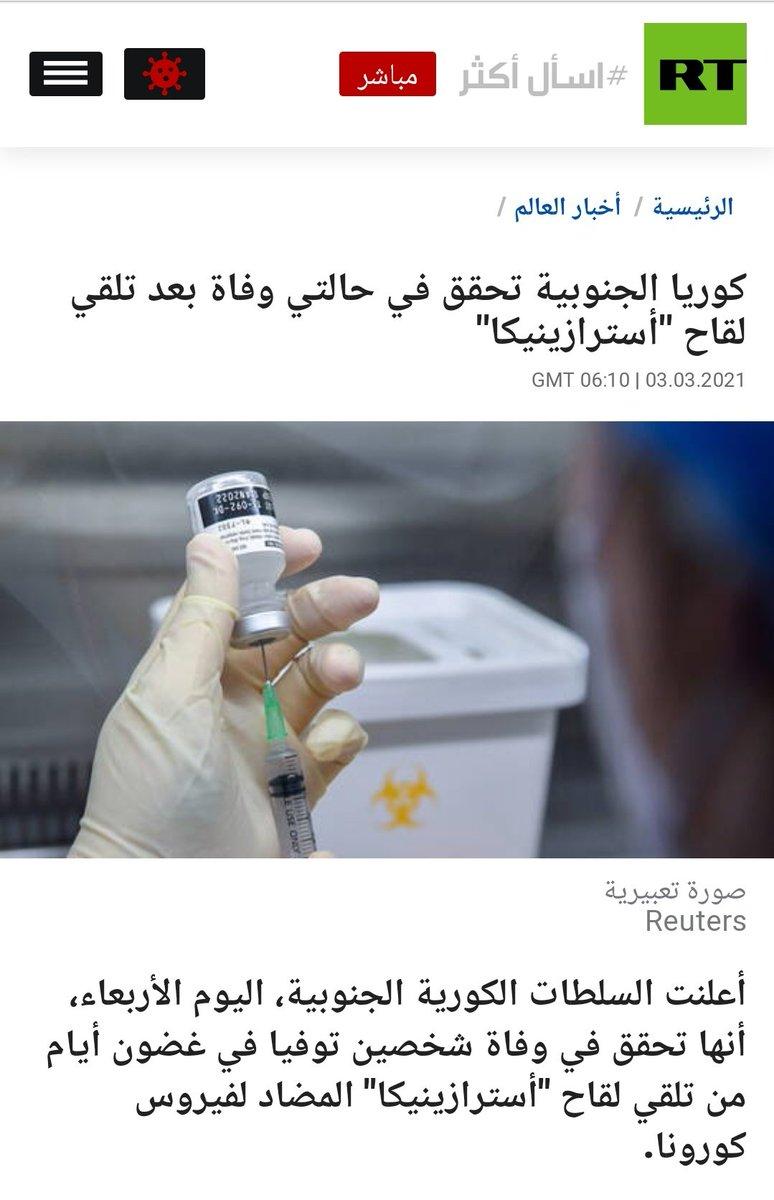 RT
#اسأل أكثر
مباشر
الرئيسية / أخبار العالم /
كوريا الجنوبية تحقق في حالتي وفاة بعد تلقي
لقاح "أسترازينيكا"
GMT 06:10 | 03.03.2021
صورة تعبيرية
Reuters
أعلنت السلطات الكورية الجنوبية، اليوم الأربعاء،
أنها تحقق في وفاة شخصين توفيا في غضون أيام
من تلقي لقاح "أسترازينيكا" المضاد لفيروس
كورونا.